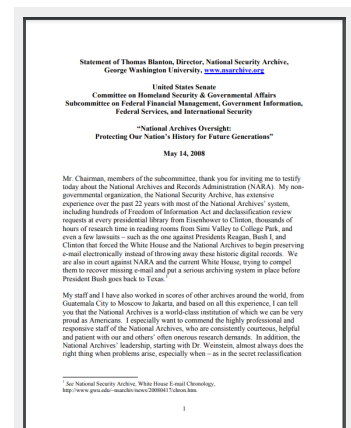 Statement of Thomas Blanton, Director, National Security Archive,
George Washington University, www.nsarchive.org
United States Senate
Committee on Homeland Security & Governmental Affairs
Subcommittee on Federal Financial Management, Government Information,
Federal Services, and International Security
“National Archives Oversight:
Protecting Our Nation’s History for Future Generations”
May 14, 2008
Mr. Chairman, members of the subcommittee, thank you for inviting me to testify
today about the National Archives and Records Administration (NARA). My non-
governmental organization, the National Security Archive, has extensive
experience over the past 22 years with most of the National Archives’ system,
including hundreds of Freedom of Information Act and declassification review
requests at every presidential library from Eisenhower to Clinton, thousands of
hours of research time in reading rooms from Simi Valley to College Park, and
even a few lawsuits – such as the one against Presidents Reagan, Bush I, and
Clinton that forced the White House and the National Archives to begin preserving
e-mail electronically instead of throwing away these historic digital records. We
are also in court against NARA and the current White House, trying to compel
them to recover missing e-mail and put a serious archiving system in place before
President Bush goes back to Texas.1
My staff and I have also worked in scores of other archives around the world, from
Guatemala City to Moscow to Jakarta, and based on all this experience, I can tell
you that the National Archives is a world-class institution of which we can be very
proud as Americans. I especially want to commend the highly professional and
responsive staff of the National Archives, who are consistently courteous, helpful
and patient with our and others’ often onerous research demands. In addition, the
National Archives’ leadership, starting with Dr. Weinstein, almost always does the
right thing when problems arise, especially when – as in the secret reclassification
1 See National Security Archive, White House E-mail Chronology,
http://www.gwu.edu/~nsarchiv/news/20080417/chron.htm.
1